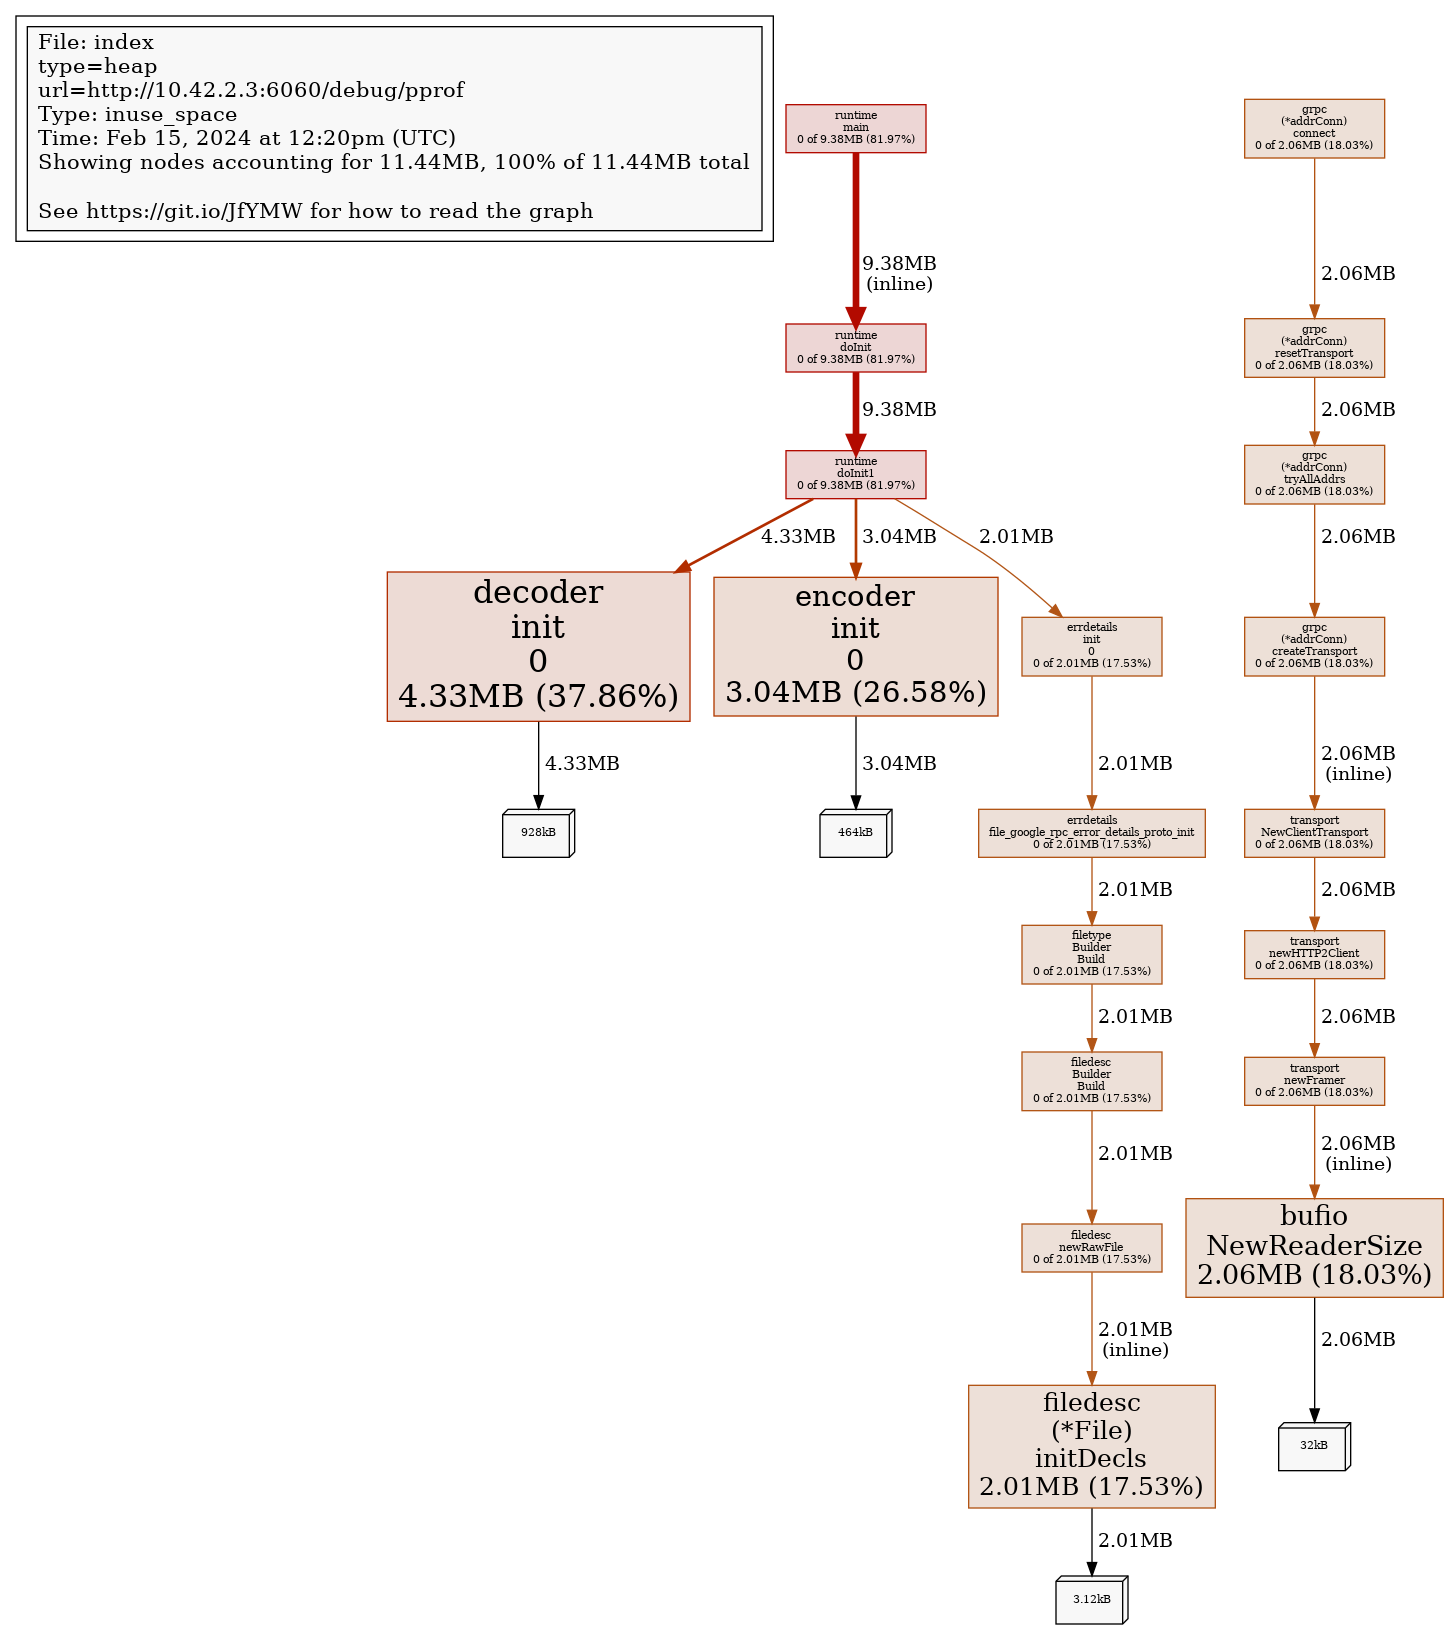 File: index
type=heap
url=http://10.42.2.3:6060/debug/pprof
Type: inuse_space
Time: Feb 15, 2024 at 12:20pm (UTC)
Showing nodes accounting for 11.44MB, 100% of 11.44MB total
See https://git.io/JfYMW for how to read the graph
runtime
main
0 of 9.38MB (81.97%)
9.38MB
(inline)
runtime
doInit
0 of 9.38MB (81.97%)
9.38MB
runtime
doInit1
0 of 9.38MB (81.97%)
4.33MB
3.04MB
2.01MB
decoder
init
0
4.33MB (37.86%)
4.33MB
928kB
encoder
init
0
3.04MB (26.58%)
3.04MB
464kB
errdetails
init
0
0 of 2.01MB (17.53%)
2.01MB
errdetails
file_google_rpc_error_details_proto_init
0 of 2.01MB (17.53%)
2.01MB
filetype
Builder
Build
0 of 2.01MB (17.53%)
2.01MB
filedesc
Builder
Build
0 of 2.01MB (17.53%)
2.01MB
filedesc
newRawFile
0 of 2.01MB (17.53%)
2.01MB
(inline)
filedesc
(*File)
initDecls
2.01MB (17.53%)
2.01MB
3.12kB
grpc
(*addrConn)
connect
0 of 2.06MB (18.03%)
2.06MB
grpc
(*addrConn)
resetTransport
0 of 2.06MB (18.03%)
2.06MB
grpc
(*addrConn)
tryAllAddrs
0 of 2.06MB (18.03%)
2.06MB
grpc
(*addrConn)
createTransport
0 of 2.06MB (18.03%)
2.06MB
(inline)
transport
NewClientTransport
0 of 2.06MB (18.03%)
2.06MB
transport
newHTTP2Client
0 of 2.06MB (18.03%)
2.06MB
transport
newFramer
0 of 2.06MB (18.03%)
2.06MB
(inline)
bufio
NewReaderSize
2.06MB (18.03%)
2.06MB
32kB